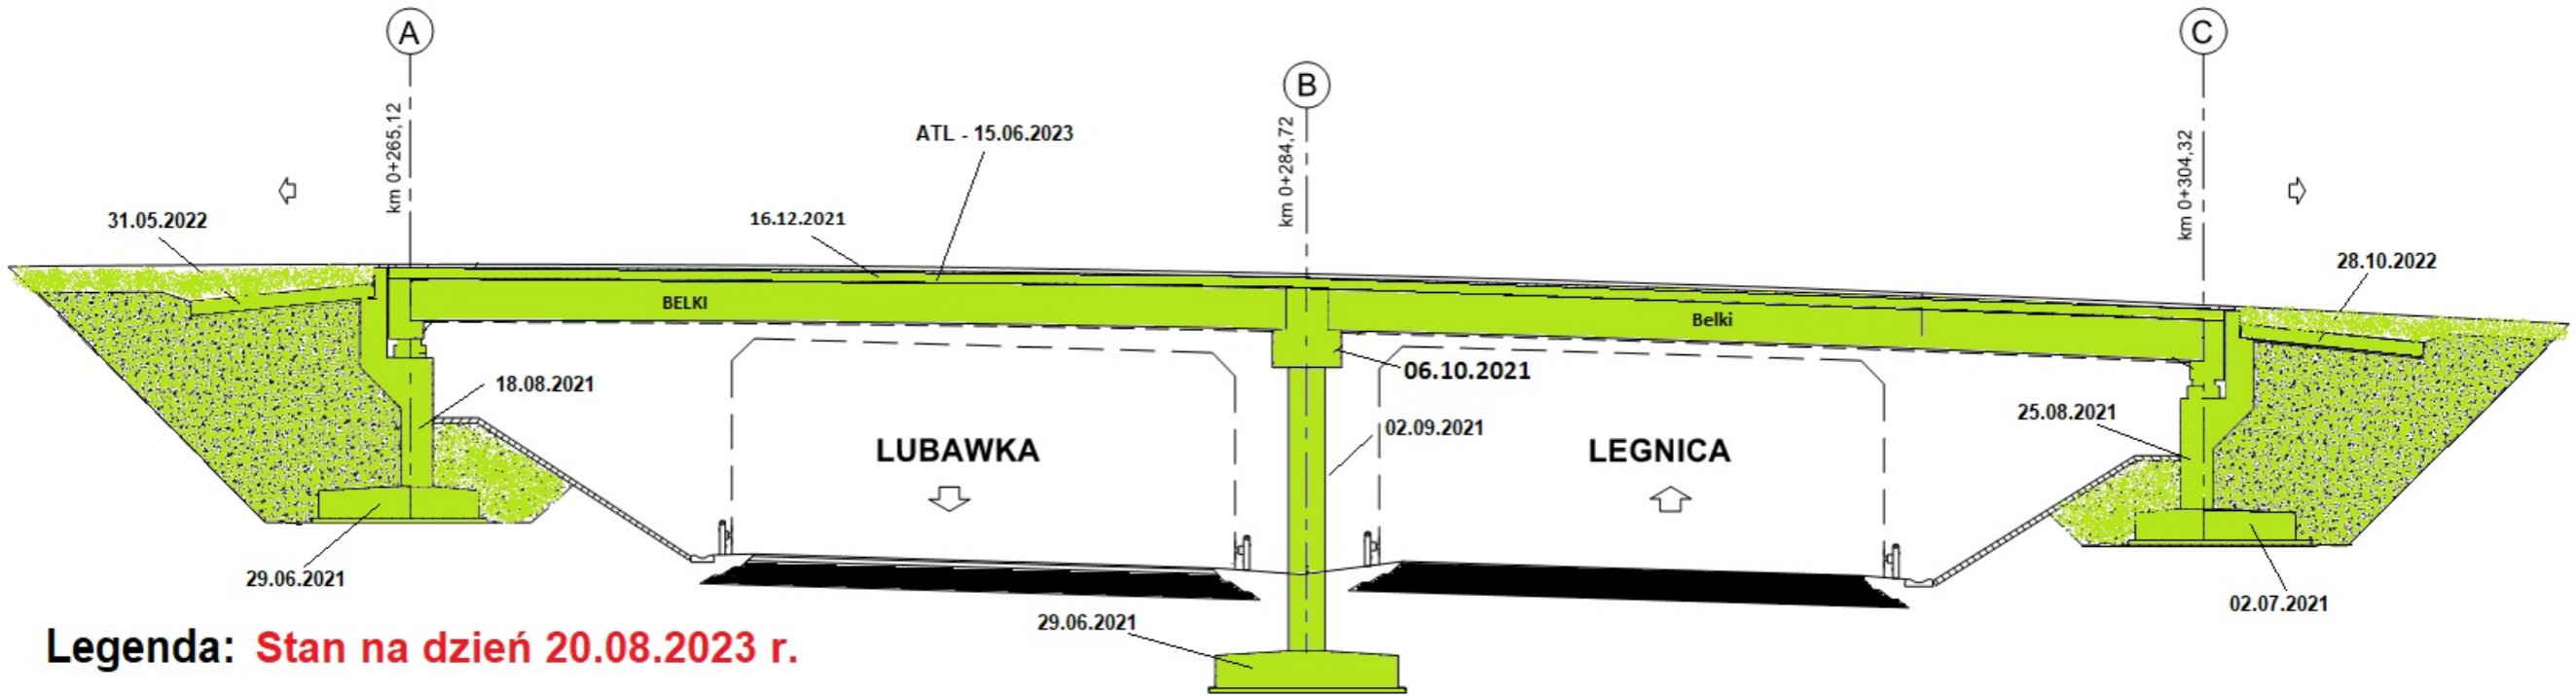 A
B
C
km 0+265,12
km 0+284,72
km 0+304,32
ATL - 15.06.2023
31.05.2022
16.12.2021
28.10.2022
BELKI
Belki
06.10.2021
18.08.2021
25.08.2021
02.09.2021
LUBAWKA
LEGNICA
29.06.2021
02.07.2021
29.06.2021
Legenda: Stan na dzień 20.08.2023 r.